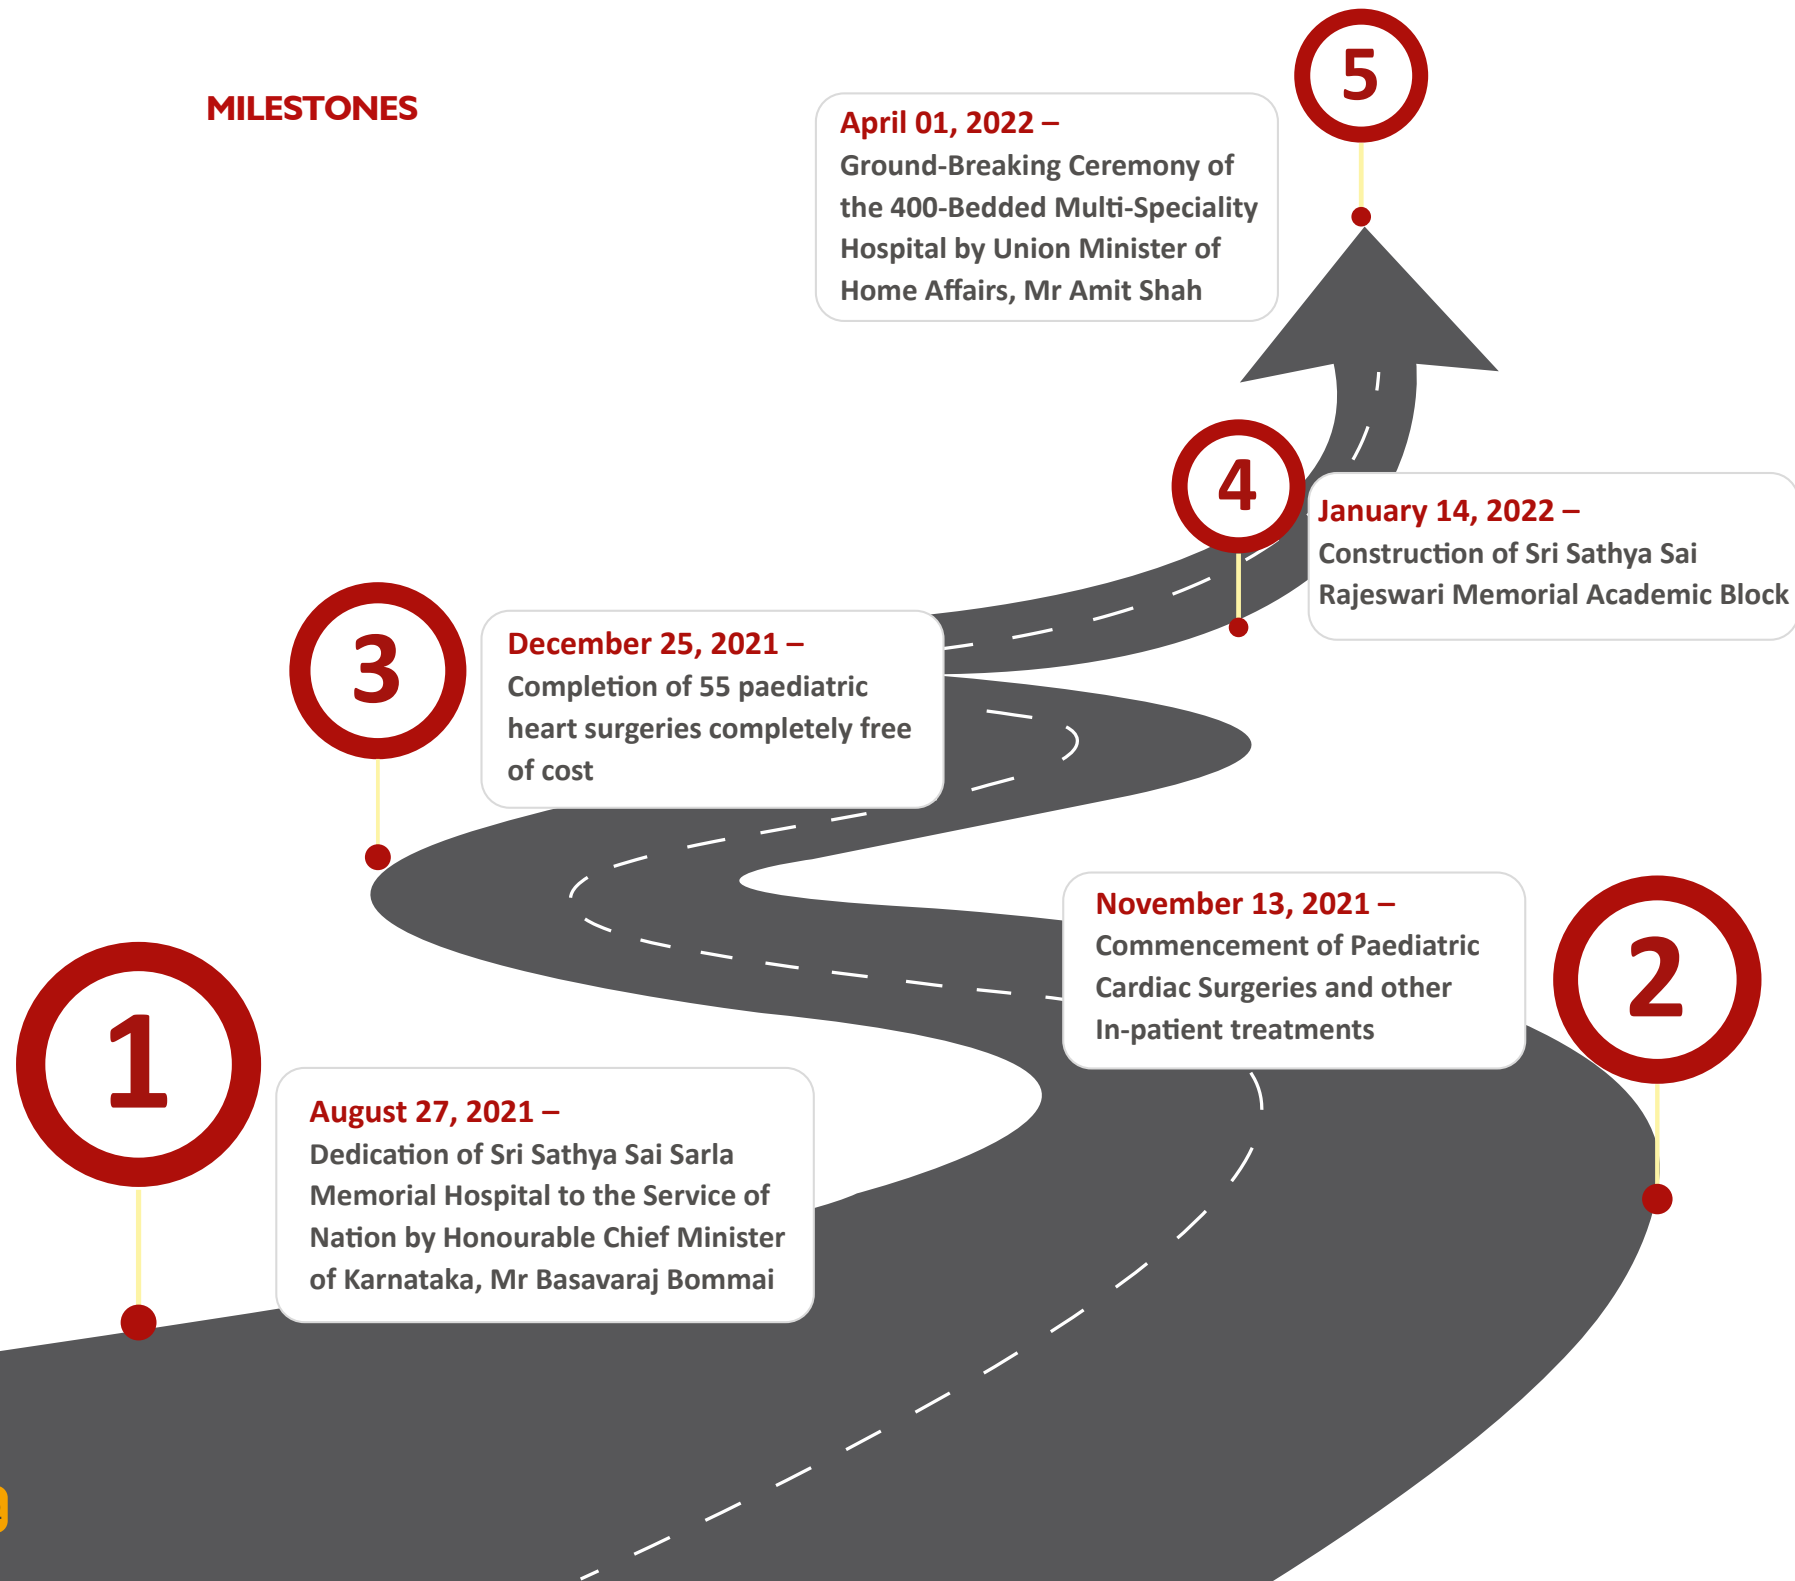 MILESTONES
5
April 01, 2022 –
Ground-Breaking Ceremony of
the 400-Bedded Multi-Speciality
Hospital by Union Minister of
Home Affairs, Mr Amit Shah
4
January 14, 2022 –
Construction of Sri Sathya Sai
Rajeswari Memorial Academic Block
3
December 25, 2021 –
Completion of 55 paediatric
heart surgeries completely free
of cost
2
November 13, 2021 –
Commencement of Paediatric
Cardiac Surgeries and other
In-patient treatments
1
August 27, 2021 –
Dedication of Sri Sathya Sai Sarla
Memorial Hospital to the Service of
Nation by Honourable Chief Minister
of Karnataka, Mr Basavaraj Bommai